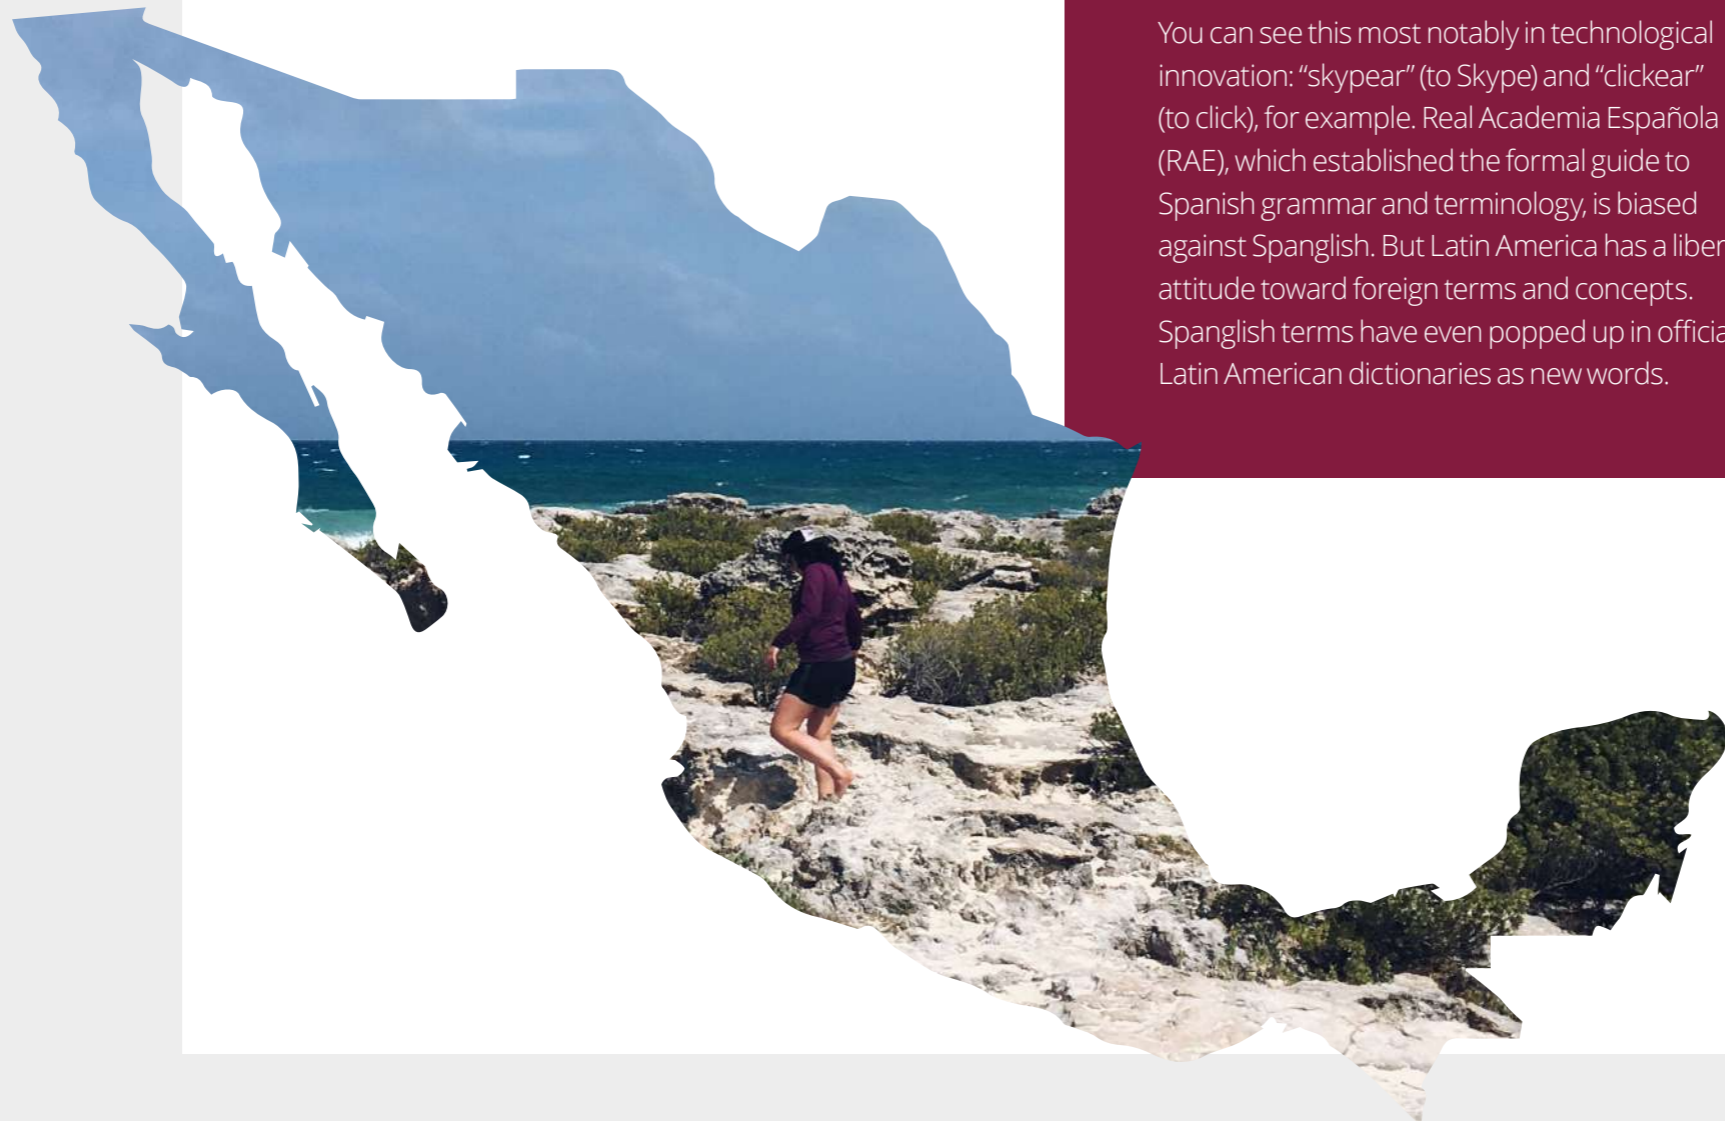 You can see this most notably in technological
innovation: “skypear” (to Skype) and “clickear”
(to click), for example. Real Academia Española
(RAE), which established the formal guide to
Spanish grammar and terminology, is biased
against Spanglish. But Latin America has a liber
attitude toward foreign terms and concepts.
Spanglish terms have even popped up in officia
Latin American dictionaries as new words.